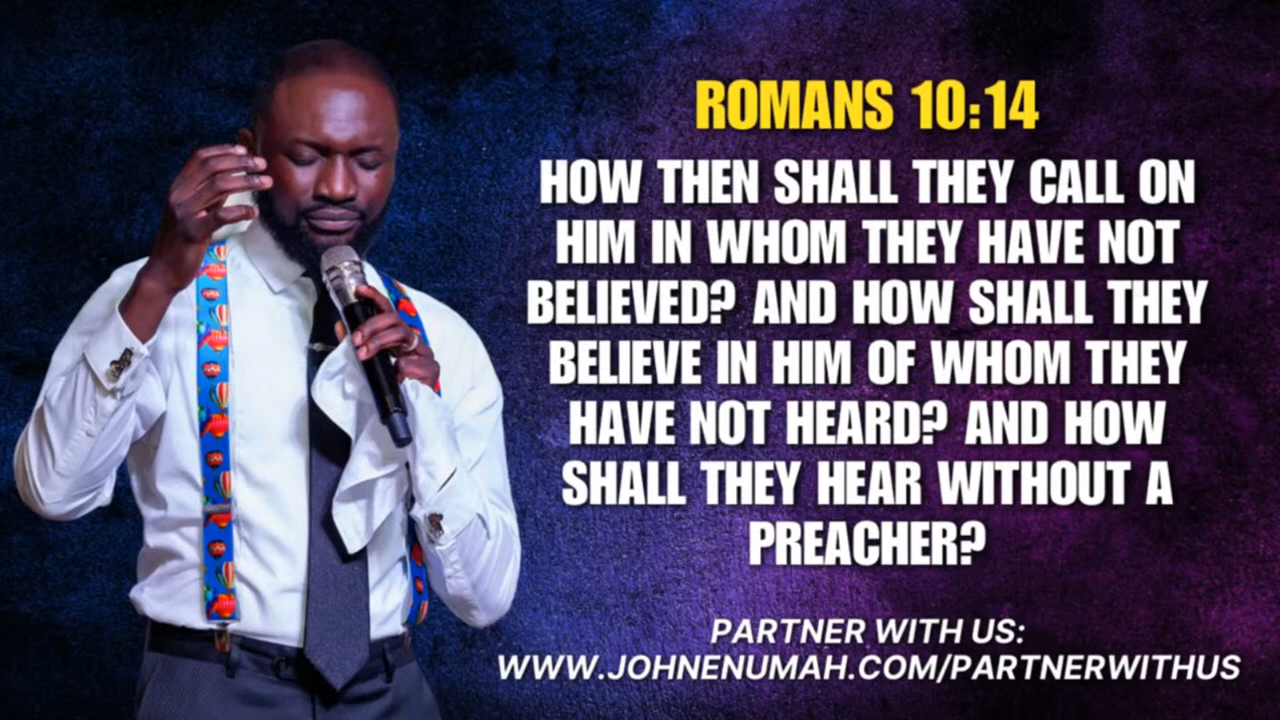 ROMANS 10:14
HOW THEN SHALL THEY CALL ON
HIM IN WHOM THEY HAVE NOT
BELIEVED? AND HOW SHALL THEY
BELIEVE IN HIM OF WHOM THEY
HAVE NOT HEARD? AND HOW
SHALL THEY HEAR WITHOUT A
PREACHER?
PARTNER WITH US:
WWW.JOHNENUMAH.COM/PARTNERWITHUS